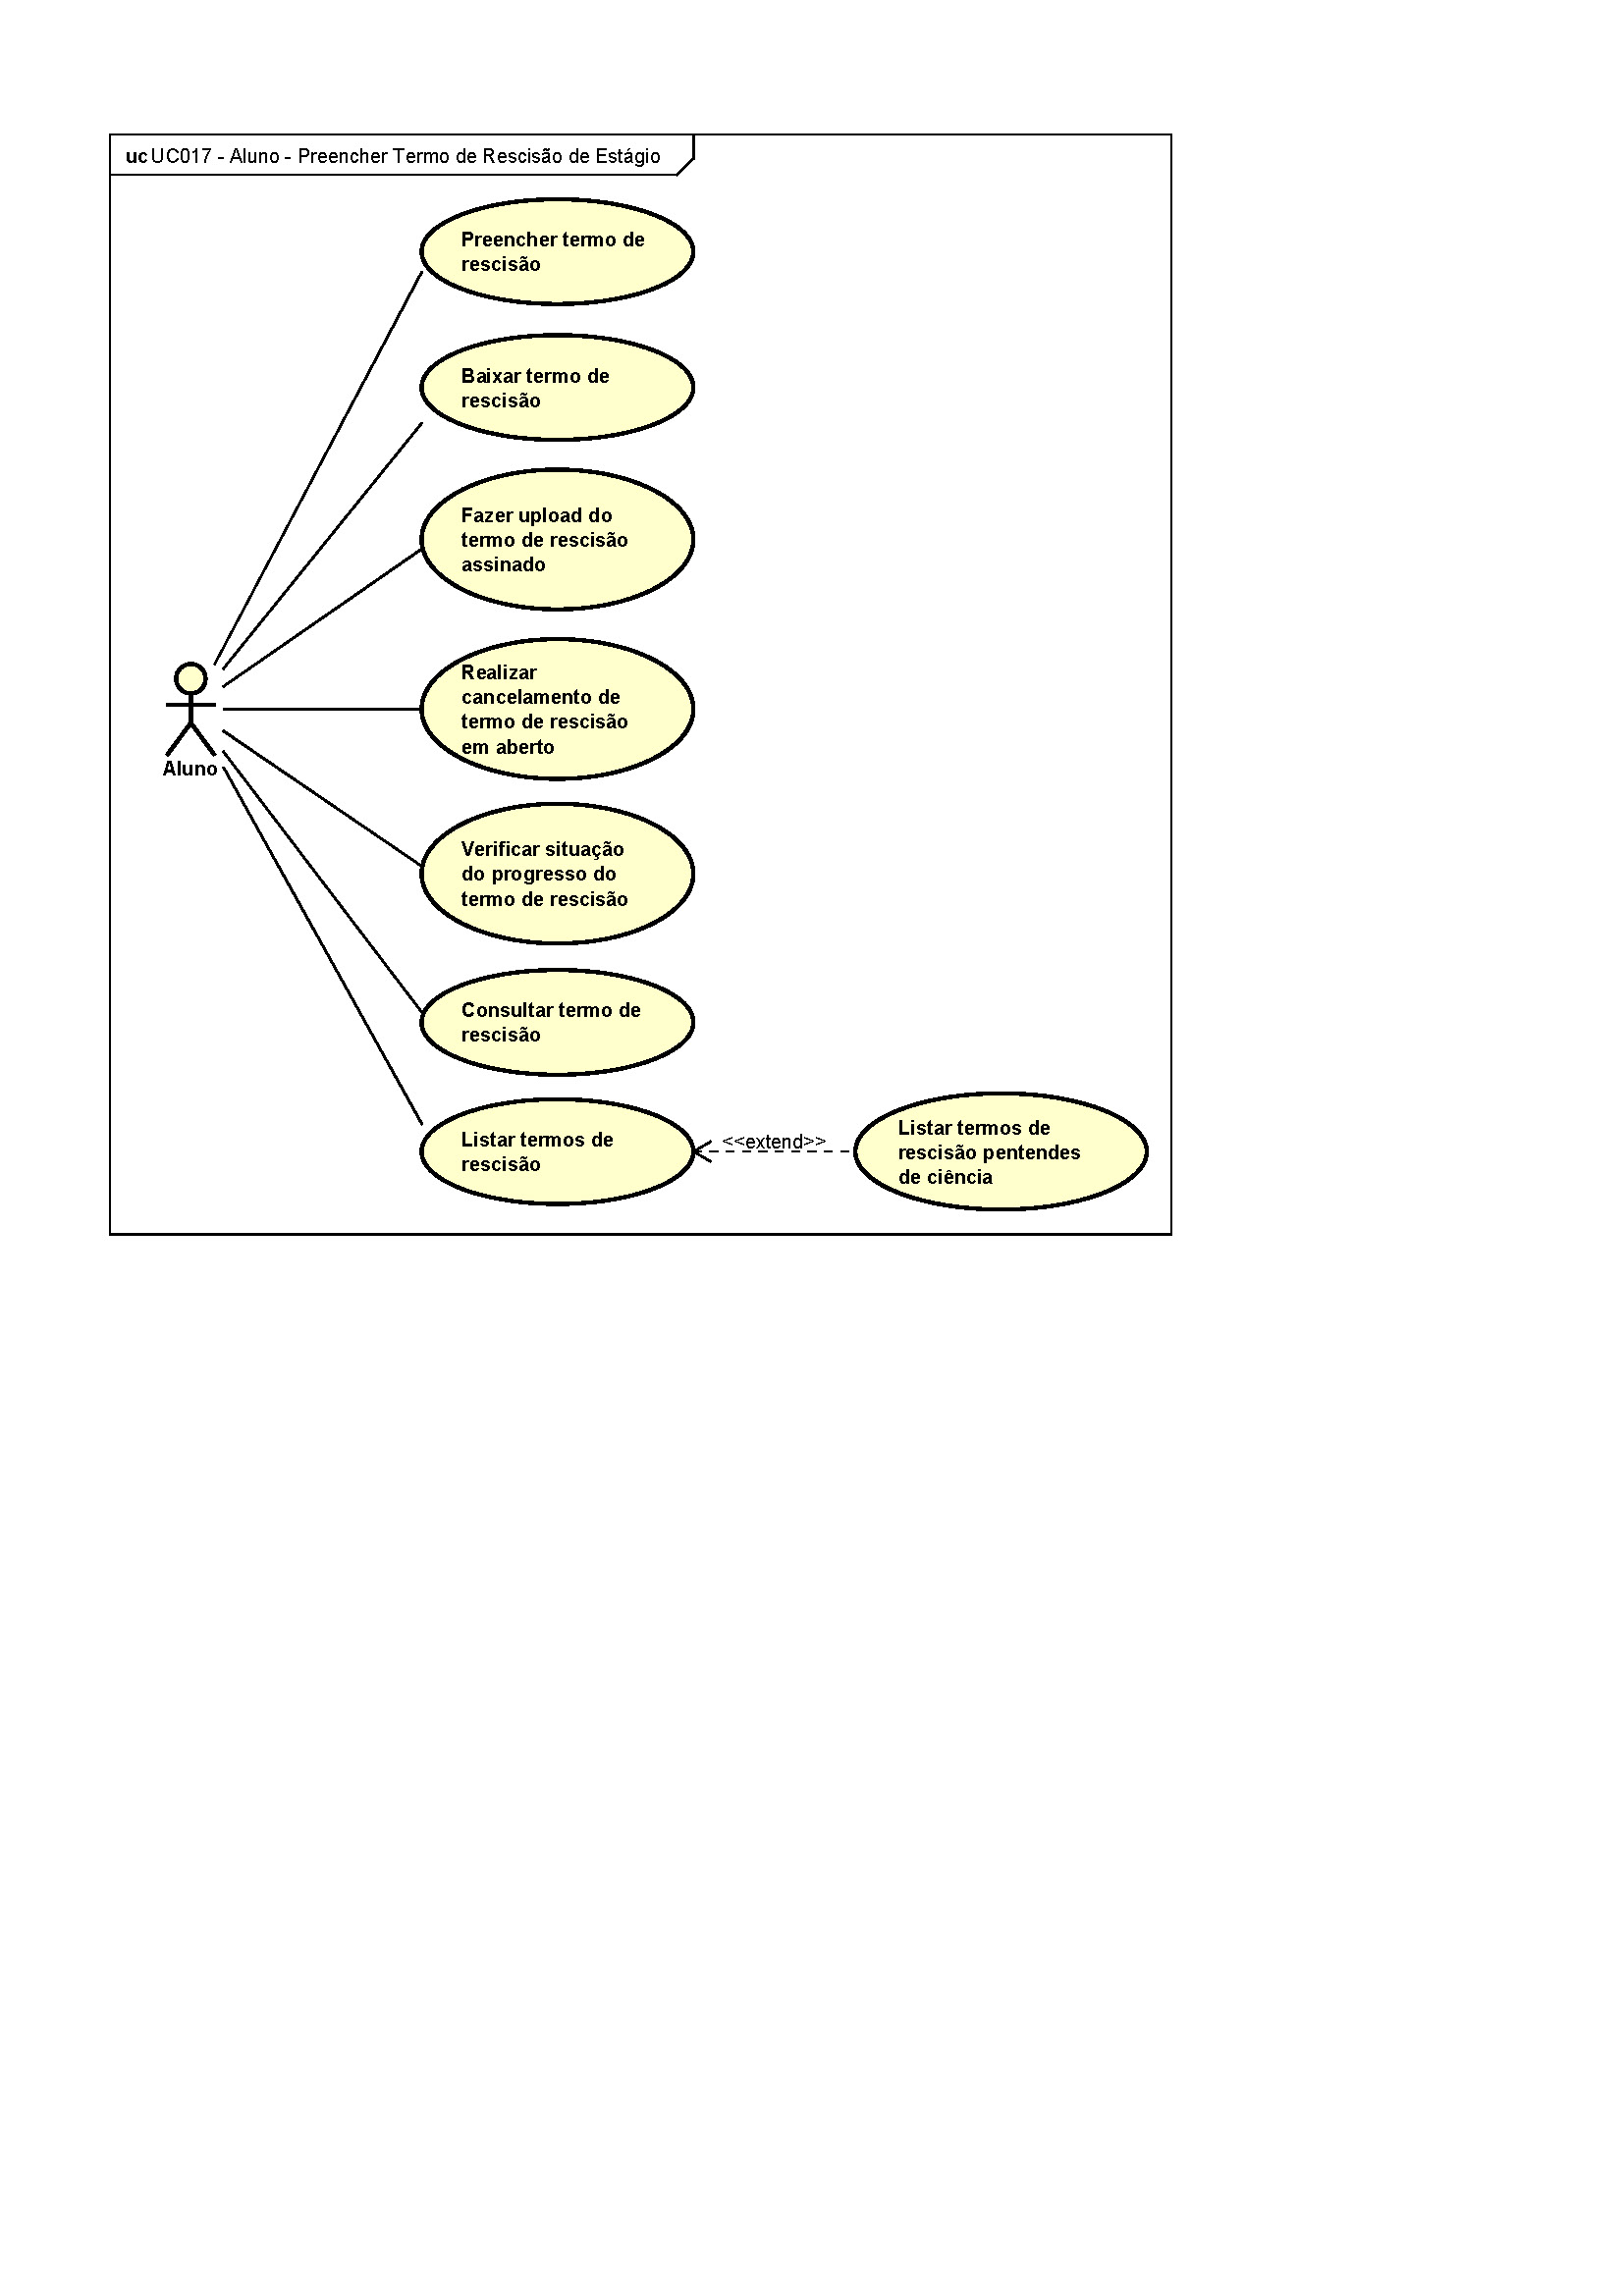 uc UC017 - Aluno - Preencher Termo de Rescisão de Estágio
Preencher termo de
rescisão
Baixar termo de
rescisão
Fazer upload do
termo de rescisão
assinado
Realizar
cancelamento de
termo de rescisão
em aberto
Aluno
Verificar situação
do progresso do
termo de rescisão
Consultar termo de
rescisão
Listar termos de
rescisão
<<extend>>
Listar termos de
rescisão pentendes
de ciência